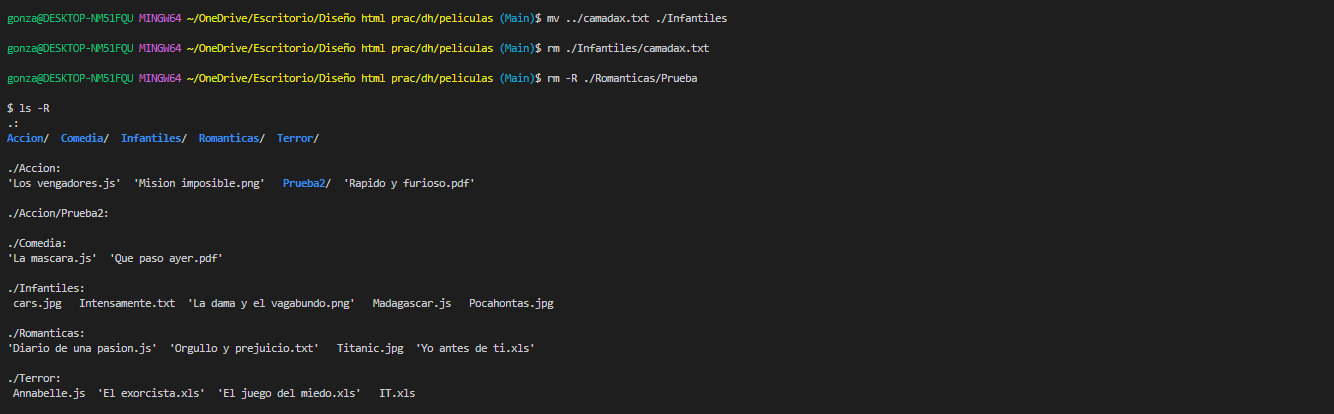 gonza@DESKTOP-NM51FQU MINGW64 ~/OneDrive/Escritorio/Diseño html prac/dh/peliculas (Main)$ mv ../camadax.txt ./Infantiles
gonza@DESKTOP-NM51FQU MINGW64 ~/OneDrive/Escritorio/Diseño html prac/dh/peliculas (Main)$ rm ./Infantiles/camadax.txt
gonza@DESKTOP-NM51FQU MINGW64 ~/OneDrive/Escritorio/Diseño html prac/dh/peliculas (Main)$ rm -R ./Romanticas/Prueba
$ ls -R
.:
Accion/  Comedia/  Infantiles/  Romanticas/  Terror/
./Accion:
'Los vengadores.js'  'Mision imposible.png'   Prueba2/  'Rapido y furioso.pdf'
./Accion/Prueba2:
./Comedia:
'La mascara.js'  'Que paso ayer.pdf'
./Infantiles:
 cars.jpg   Intensamente.txt  'La dama y el vagabundo.png'   Madagascar.js   Pocahontas.jpg
./Romanticas:
'Diario de una pasion.js'  'Orgullo y prejuicio.txt'   Titanic.jpg  'Yo antes de ti.xls'
./Terror:
 Annabelle.js  'El exorcista.xls'  'El juego del miedo.xls'   IT.xls